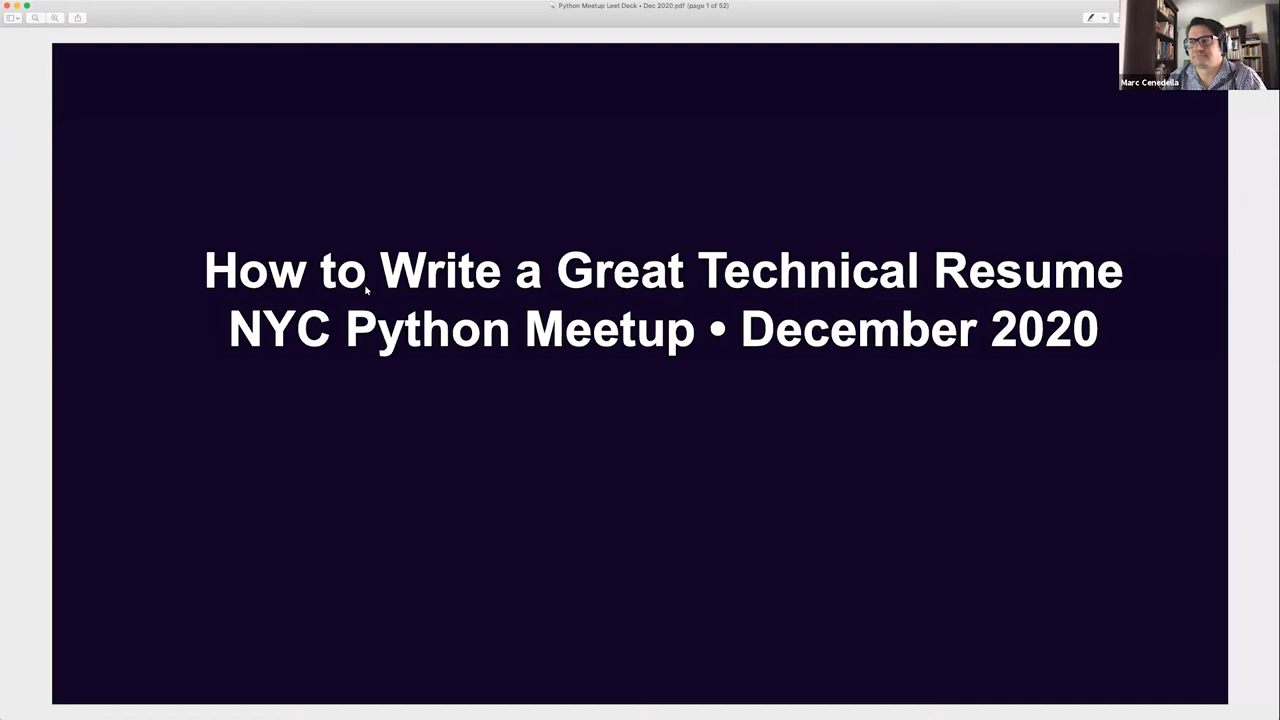 Python Meetup Leet Deck • Dec 2020.pdf (page 1 of 52)
Marc Cenedella
How to Write a Great Technical Resume
NYC Python Meetup • December 2020